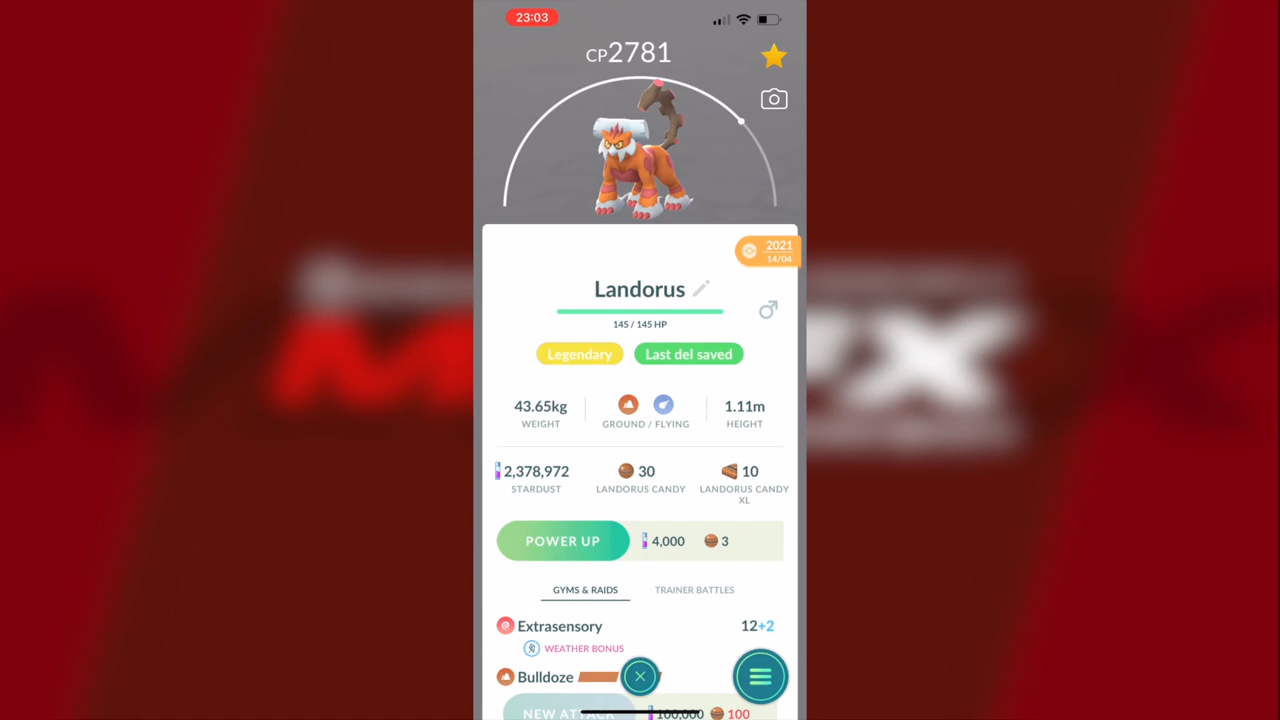 23:03
CP2781
2021
14/04
Landorus
145 / 145 HP
Legendary Last del saved
43.65kg 1.11m
WEIGHT GROUND / FLYING HEIGHT
2,378,972 30 10
STARDUST LANDORUS CANDY LANDORUS CANDY XL
POWER UP 4,000 3
GYMS & RAIDS TRAINER BATTLES
Extrasensory 12+2
WEATHER BONUS
Bulldoze
NEW ATTACK 100,000 100